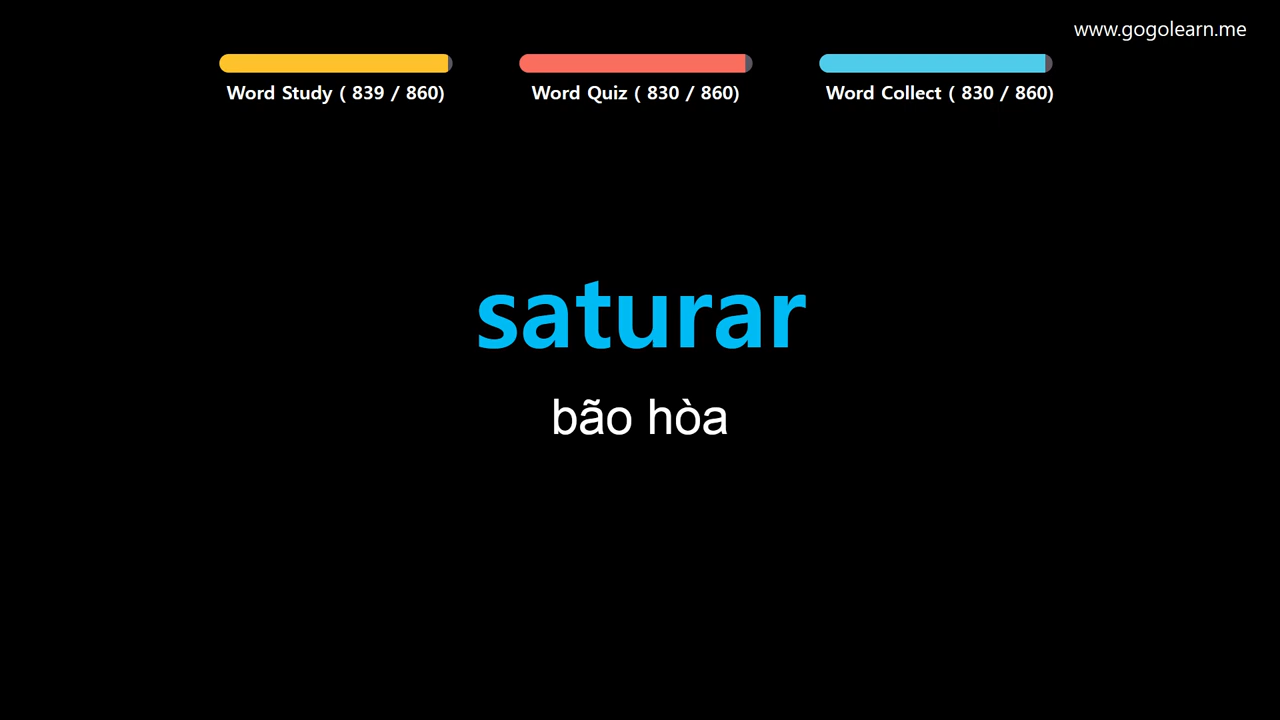 www.gogolearn.me
Word Study ( 839 / 860)
Word Quiz ( 830 / 860)
Word Collect ( 830 / 860)
saturar
bão hòa